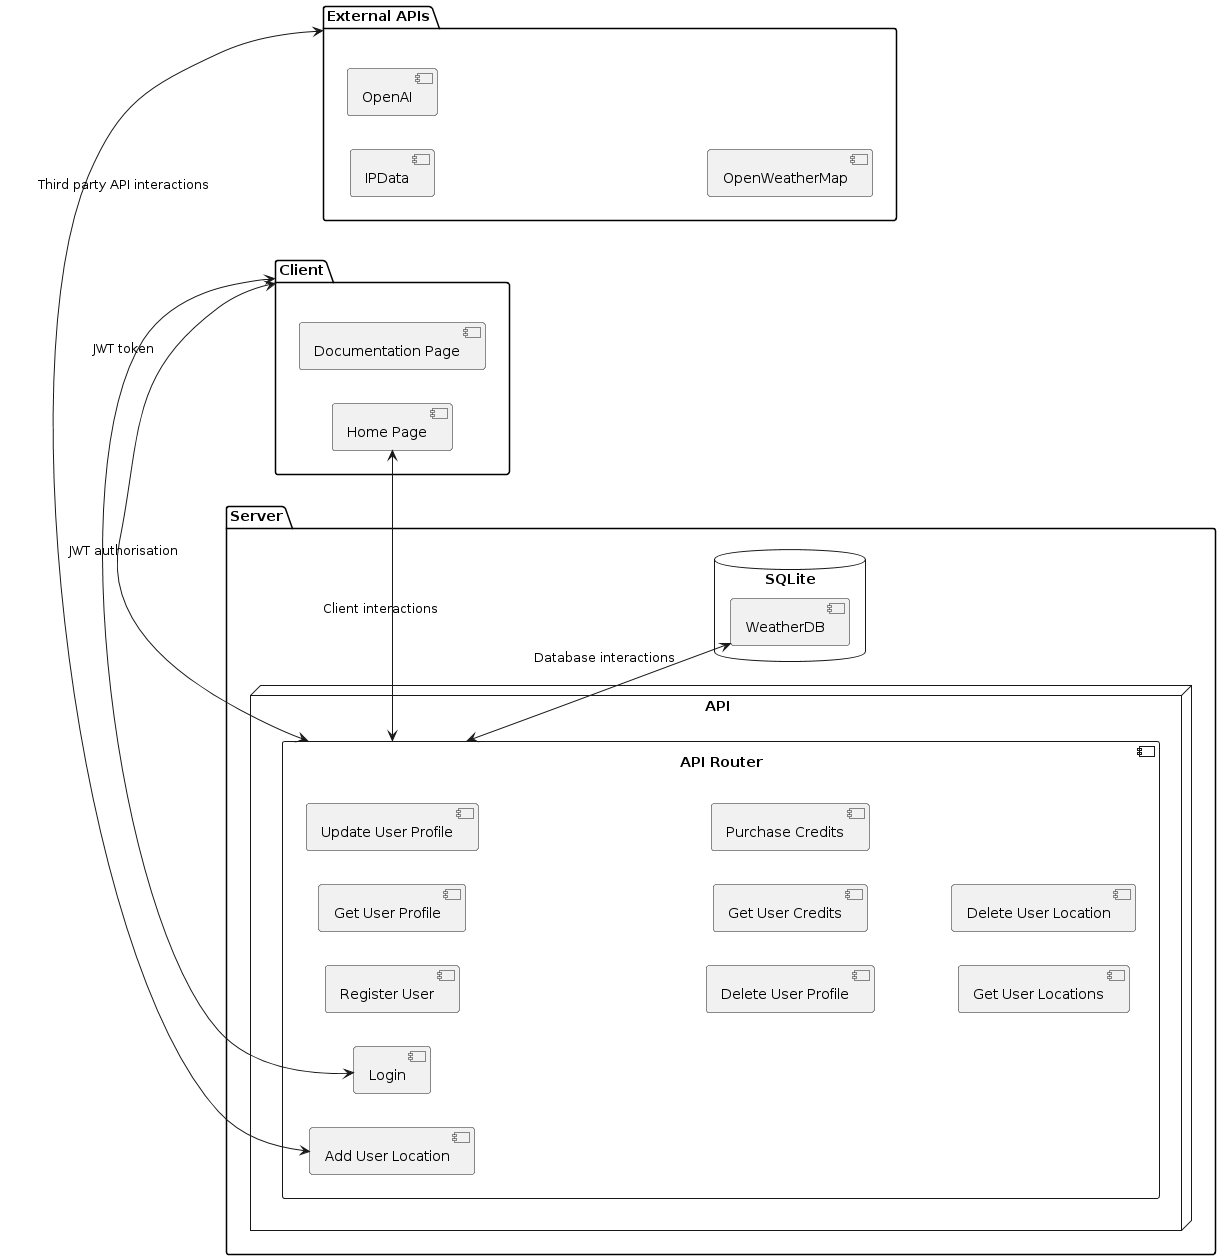 External APIs
OpenAI
IPData
OpenWeatherMap
Third party API interactions
Client
Documentation Page
JWT token
Home Page
Server
JWT authorisation
SQLite
Client interactions
WeatherDB
Database interactions
API
API Router
Update User Profile
Purchase Credits
Get User Profile
Get User Credits
Delete User Location
Register User
Delete User Profile
Get User Locations
Login
Add User Location